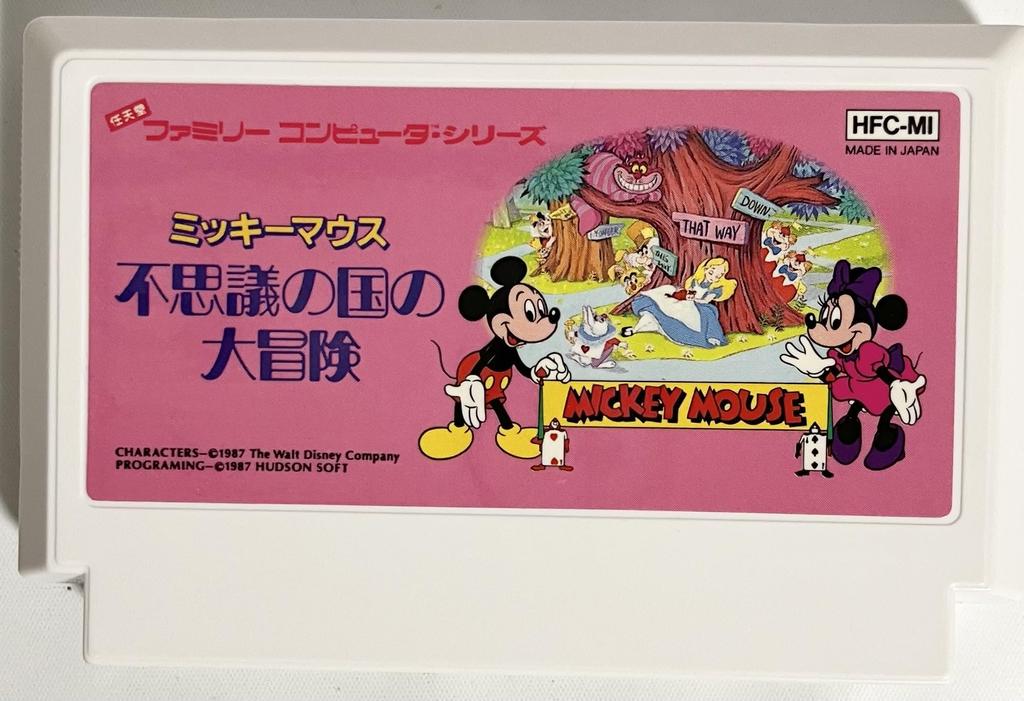 任天堂
ファミリー コンピュータ・シリーズ
HFC-MI
MADE IN JAPAN
ミッキーマウス
不思議の国の
大冒険
DOWN
THAT WAY
THIS WAY
MICKEY MOUSE
CHARACTERS–©1987 The Walt Disney Company
PROGRAMING–©1987 HUDSON SOFT